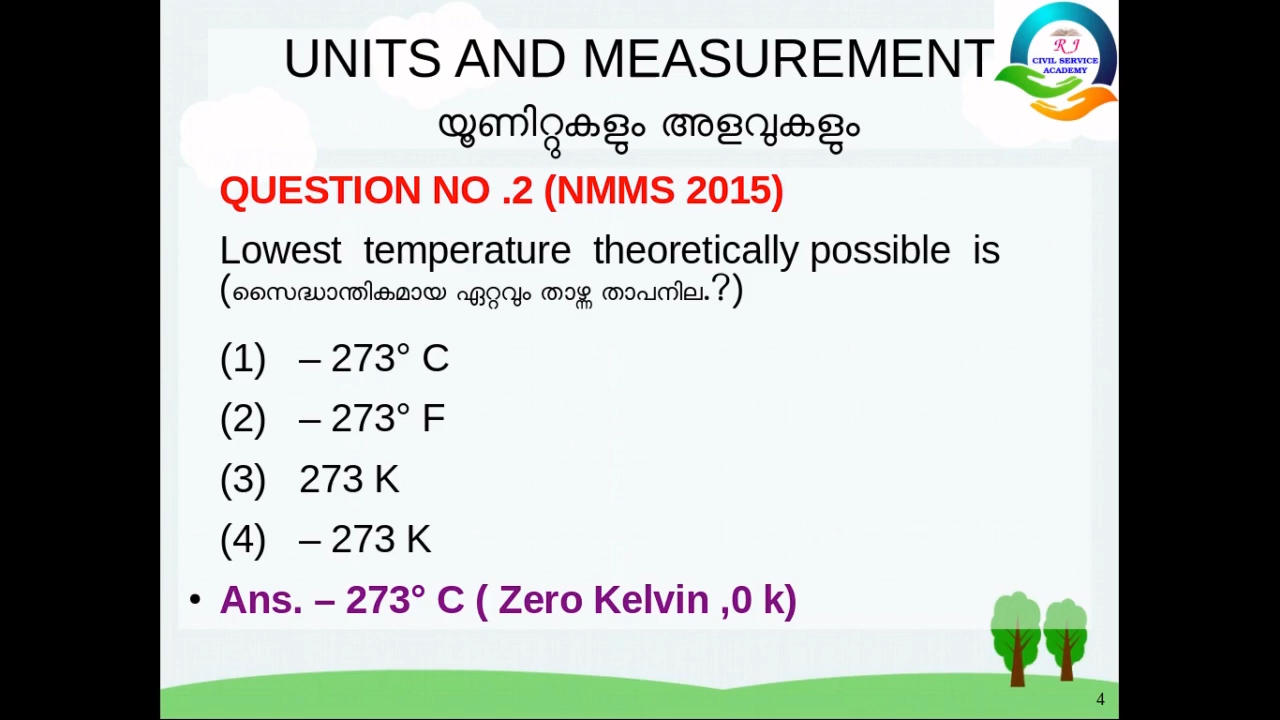 UNITS AND MEASUREMENT
യൂണിറ്റുകളും അളവുകളും
R J
CIVIL SERVICE
ACADEMY
QUESTION NO .2 (NMMS 2015)
Lowest temperature theoretically possible is
(സൈദ്ധാന്തികമായ ഏറ്റവും താഴ്ന്ന താപനില.?)
(1) – 273° C
(2) – 273° F
(3) 273 K
(4) – 273 K
• Ans. – 273° C ( Zero Kelvin ,0 k)
4